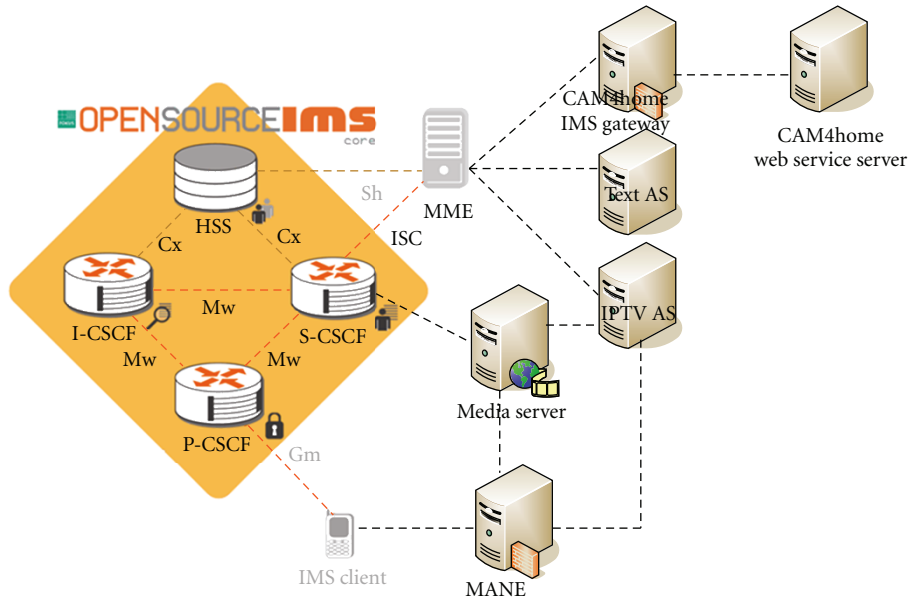 OPENSOURCEIMS
core
CAM4home
IMS gateway
CAM4home
web service server
Text AS
MME
Sh
HSS
Cx
Cx
ISC
I-CSCF
Mw
S-CSCF
IPTV AS
Mw
Mw
Media server
P-CSCF
Gm
IMS client
MANE